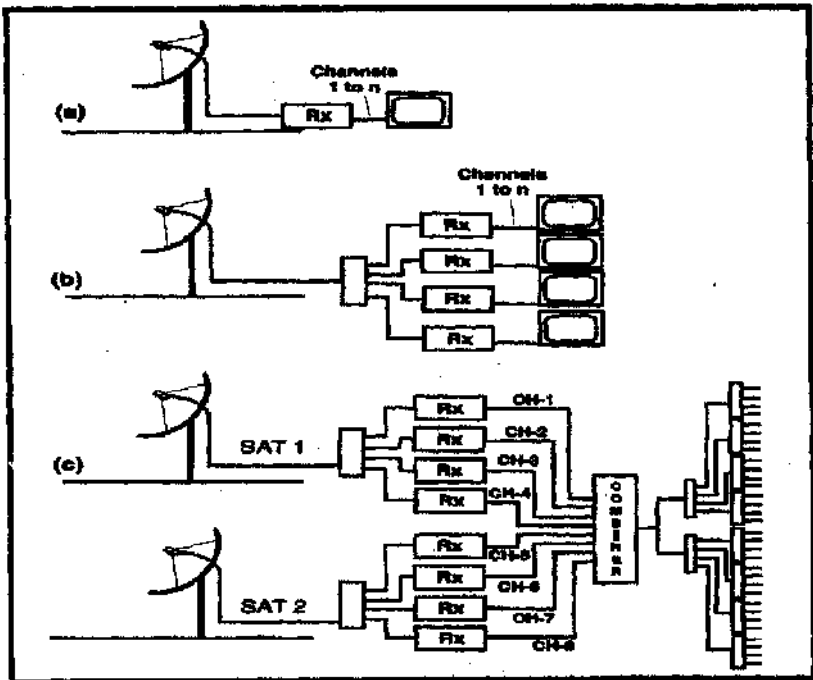 (a)
Channels
1 to n
Rx
(b)
Channels
1 to n
Rx
Rx
Rx
Rx
(c)
SAT 1
Rx
Rx
Rx
Rx
CH-1
CH-2
CH-3
CH-4
SAT 2
Rx
Rx
Rx
Rx
CH-5
CH-6
CH-7
CH-8
COMBINER